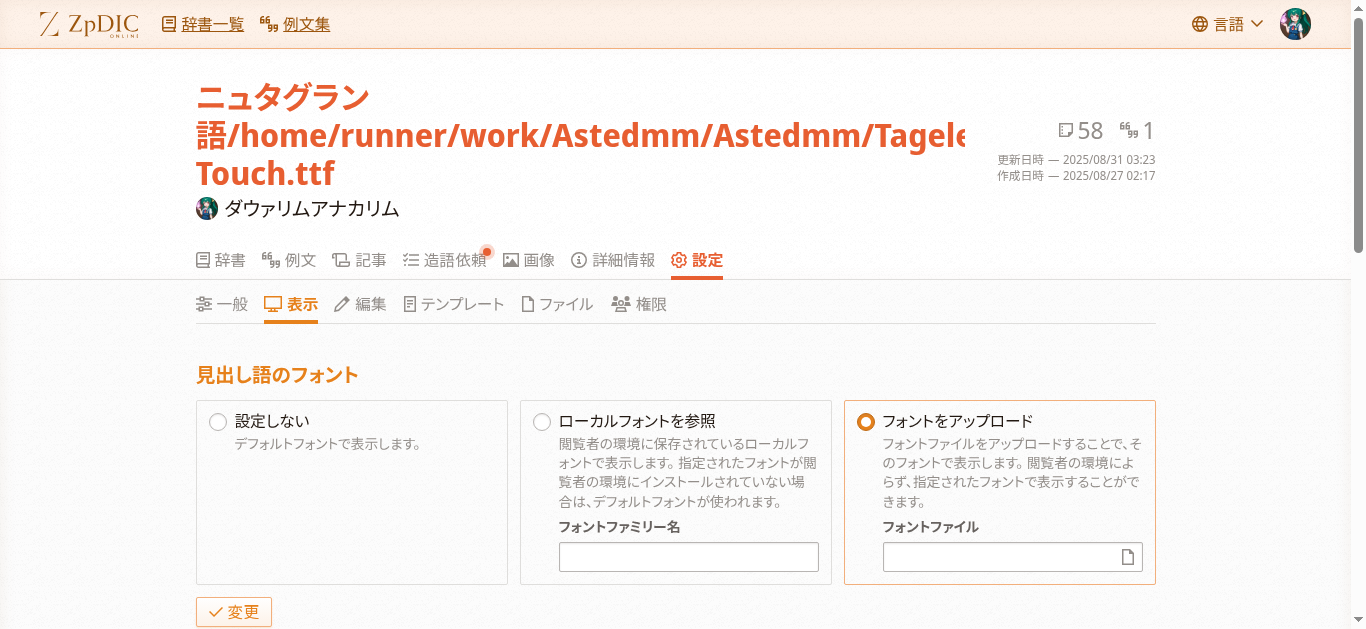 ZpDIC ONLINE 辞書一覧 例文集 言語
ニュタグラン
語/home/runner/work/Astedmm/Astedmm/Tagele
Touch.ttf
58 1
更新日時 — 2025/08/31 03:23
作成日時 — 2025/08/27 02:17
ダウァリムアナカリム
辞書 例文 記事 造語依頼 画像 詳細情報 設定
一般 表示 編集 テンプレート ファイル 権限
見出し語のフォント
設定しない
デフォルトフォントで表示します。
ローカルフォントを参照
閲覧者の環境に保存されているローカルフ
ォントで表示します。指定されたフォントが閲
覧者の環境にインストールされていない場
合は、デフォルトフォントが使われます。
フォントファミリー名
フォントをアップロード
フォントファイルをアップロードすることで、そ
のフォントで表示します。閲覧者の環境によ
らず、指定されたフォントで表示することがで
きます。
フォントファイル
変更